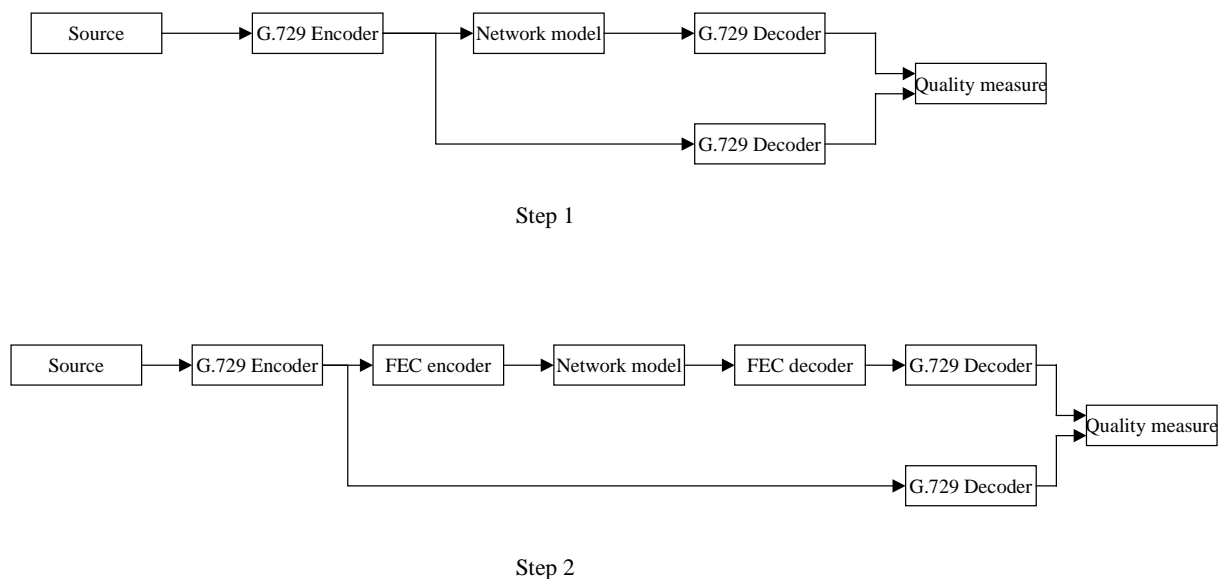 Source
G.729 Encoder
Network model
G.729 Decoder
Quality measure
G.729 Decoder
Step 1
Source
G.729 Encoder
FEC encoder
Network model
FEC decoder
G.729 Decoder
Quality measure
G.729 Decoder
Step 2